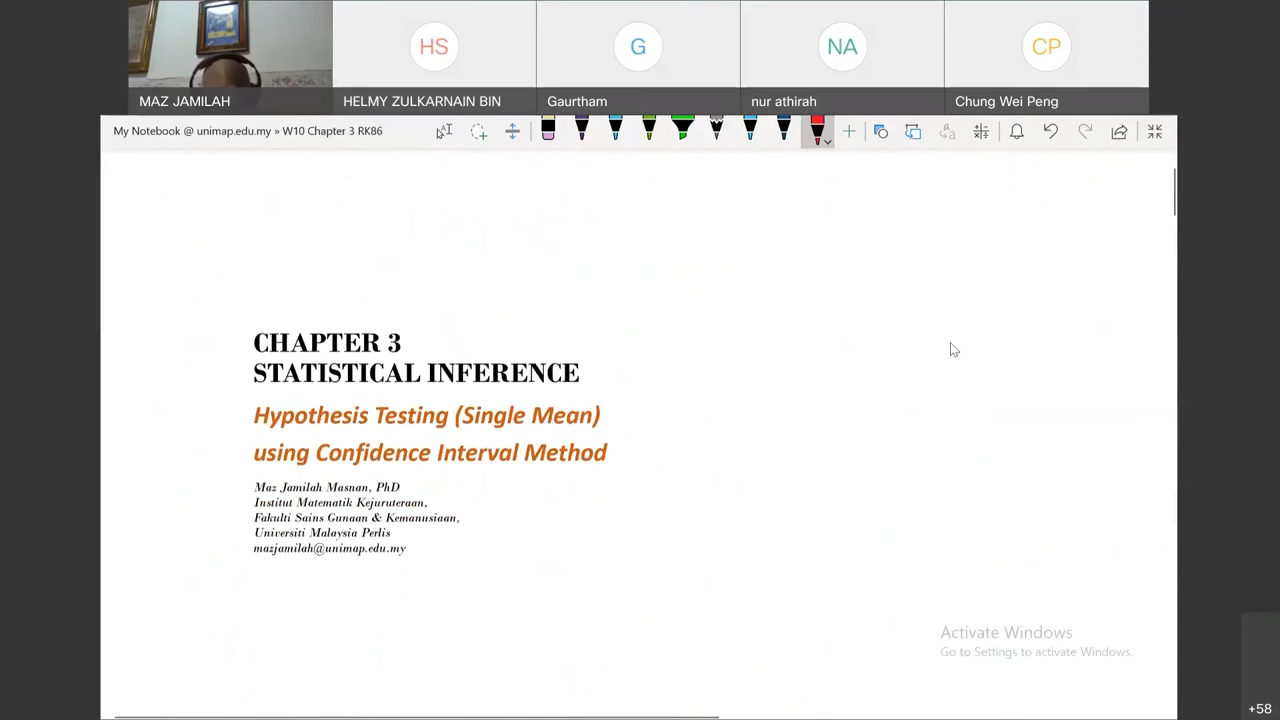 HS
G
NA
CP
MAZ JAMILAH
HELMY ZULKARNAIN BIN
Gaurtham
nur athirah
Chung Wei Peng
My Notebook @ unimap.edu.my » W10 Chapter 3 RK86
CHAPTER 3
STATISTICAL INFERENCE
Hypothesis Testing (Single Mean)
using Confidence Interval Method
Maz Jamilah Masnan, PhD
Institut Matematik Kejuruteraan,
Fakulti Sains Gunaan & Kemanusiaan,
Universiti Malaysia Perlis
mazjamilah@unimap.edu.my
Activate Windows
Go to Settings to activate Windows.
+58